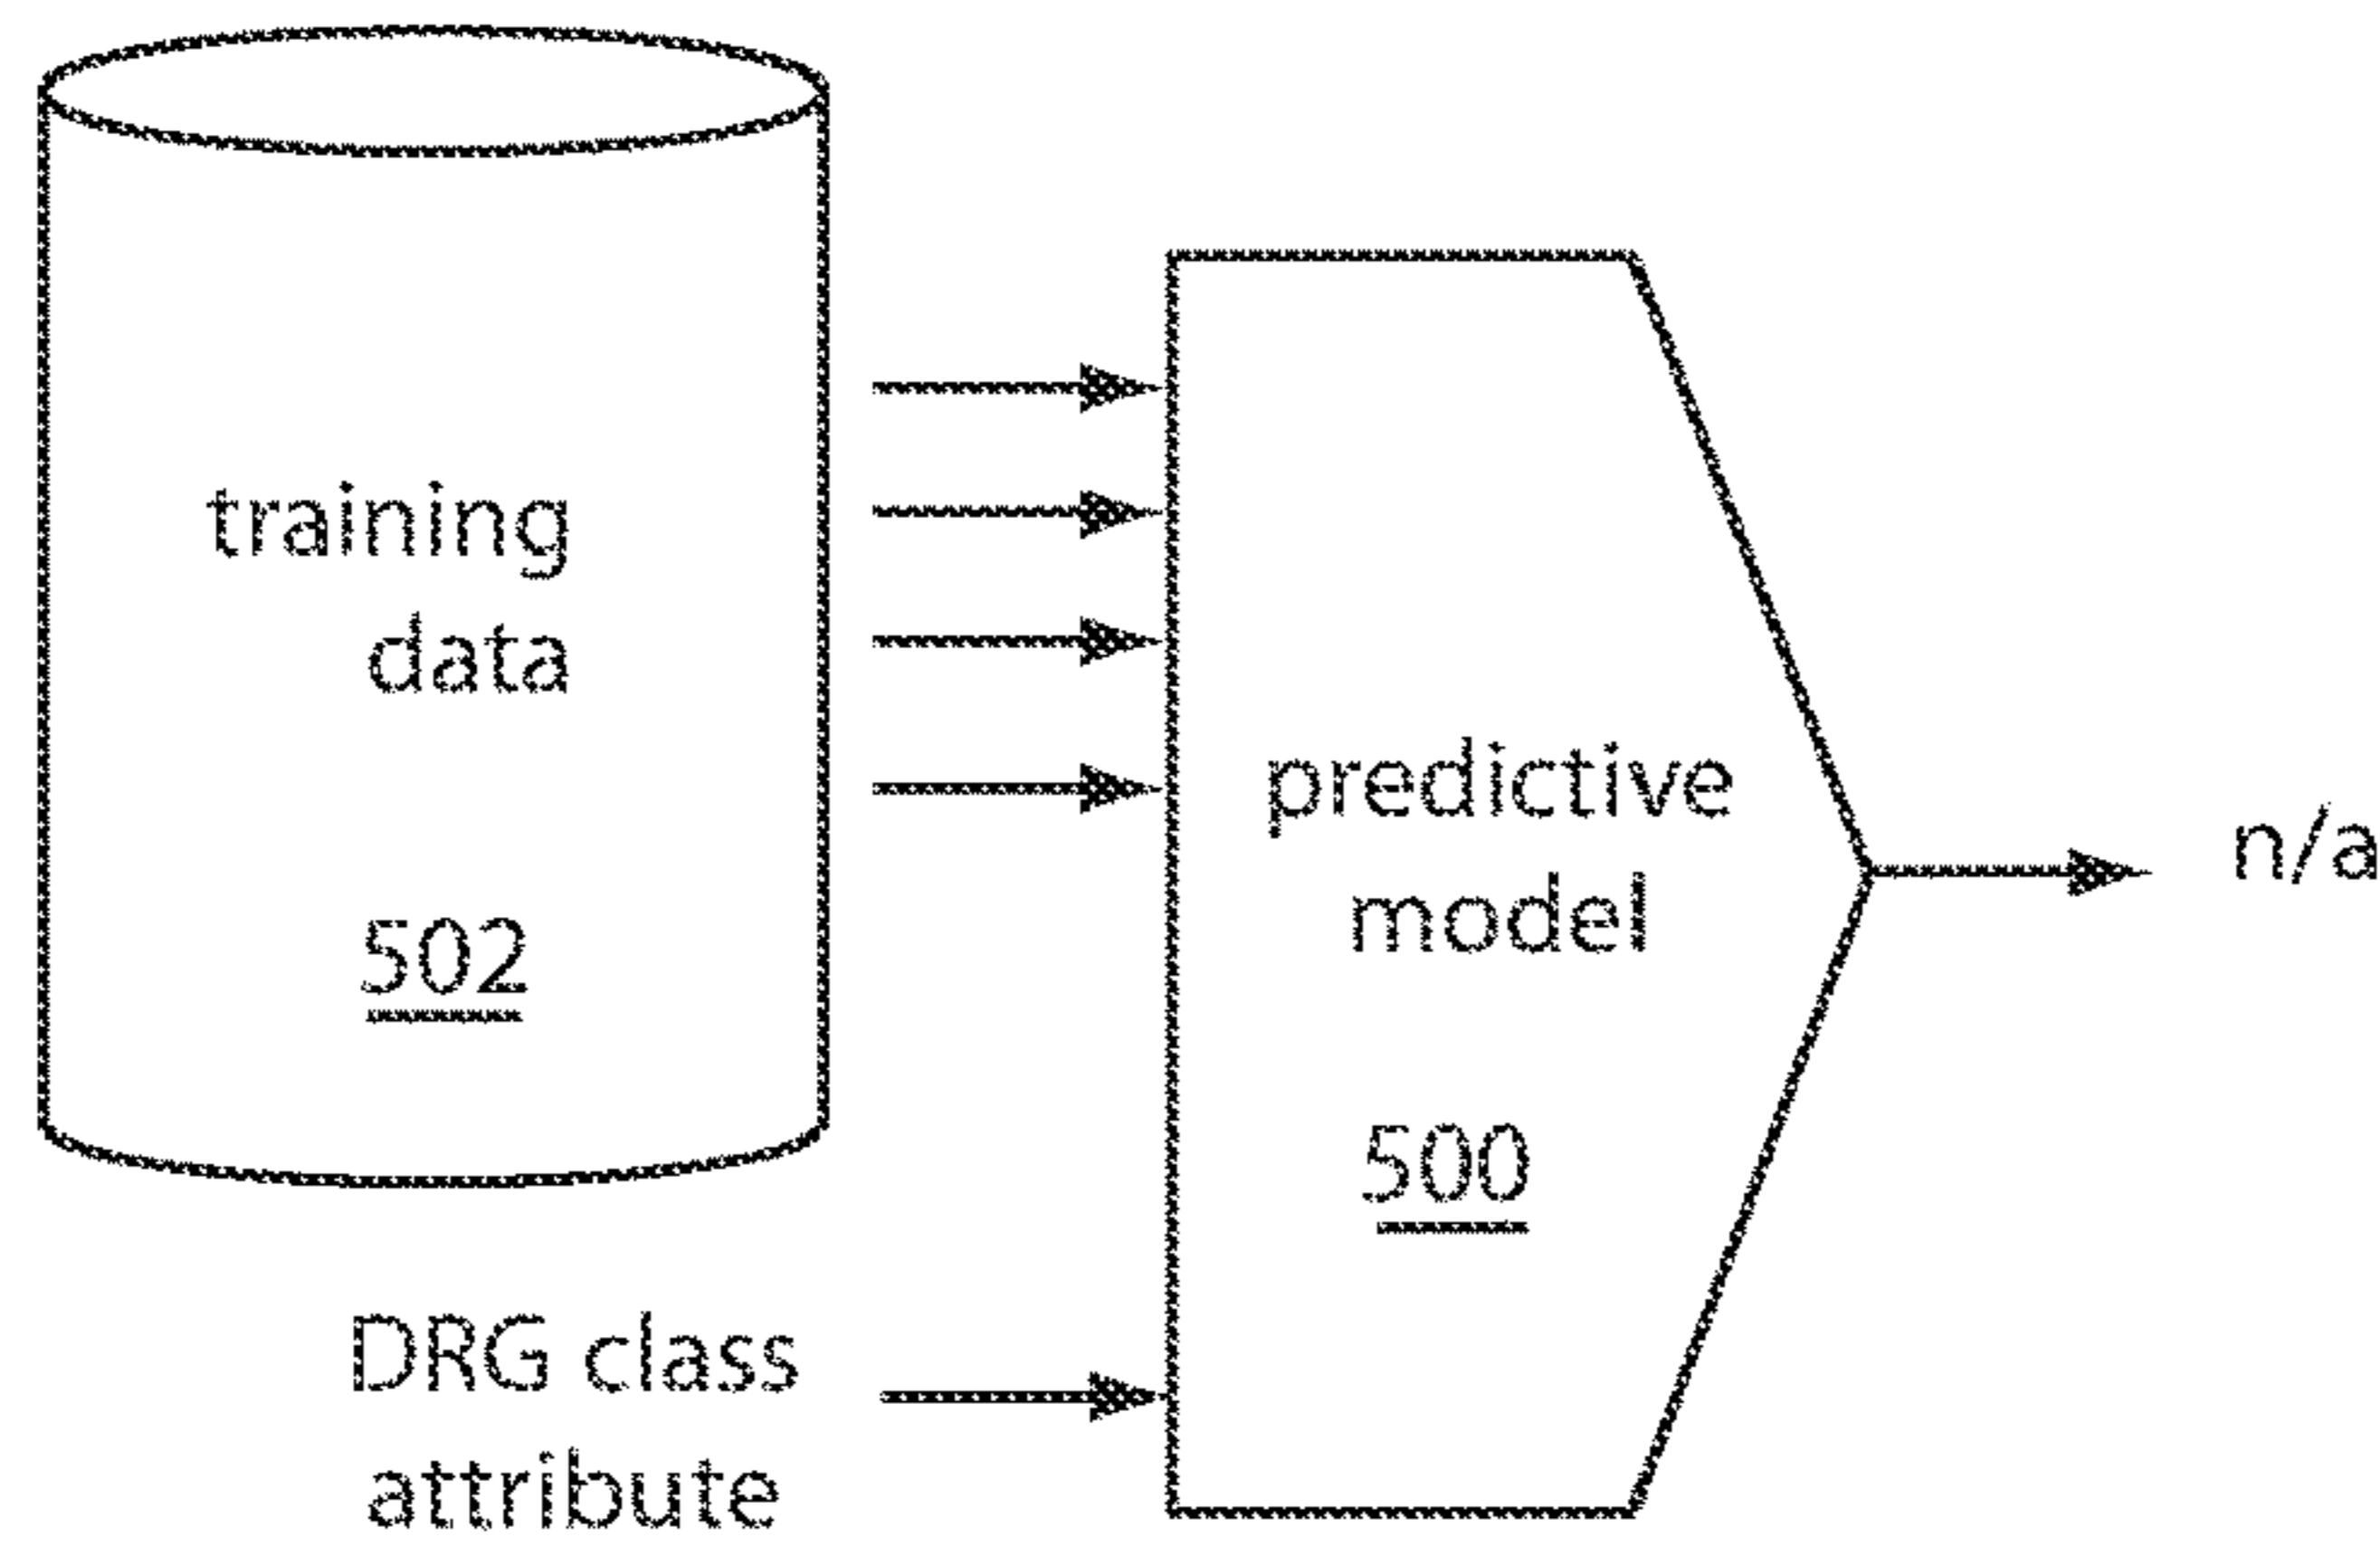 training
data
502
predictive
model
500
n/a
DRG class
attribute